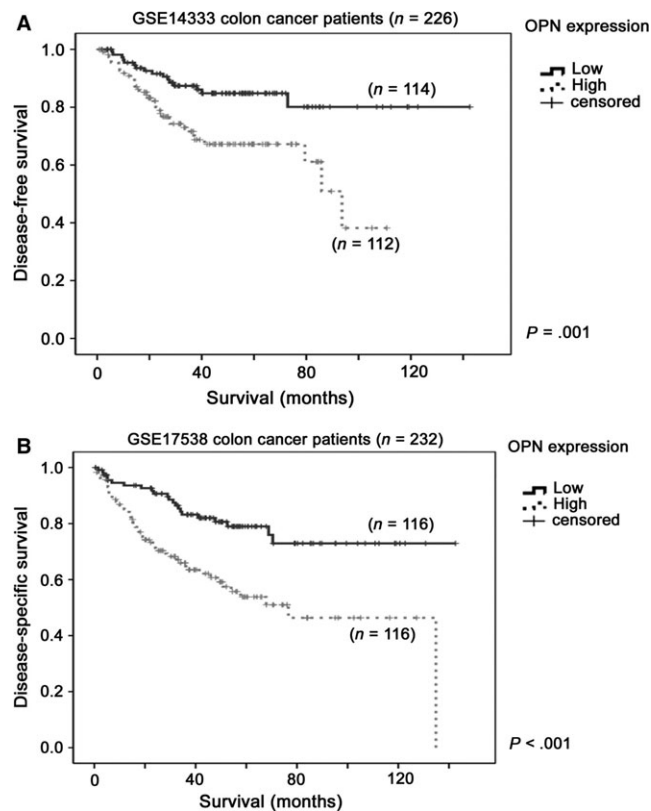 A
GSE14333 colon cancer patients (n = 226)
OPN expression
Low
High
censored
1.0
0.8
0.6
0.4
0.2
0.0
Disease-free survival
(n = 114)
(n = 112)
P = .001
0 40 80 120
Survival (months)
B
GSE17538 colon cancer patients (n = 232)
OPN expression
Low
High
censored
1.0
0.8
0.6
0.4
0.2
0.0
Disease-specific survival
(n = 116)
(n = 116)
P < .001
0 40 80 120
Survival (months)